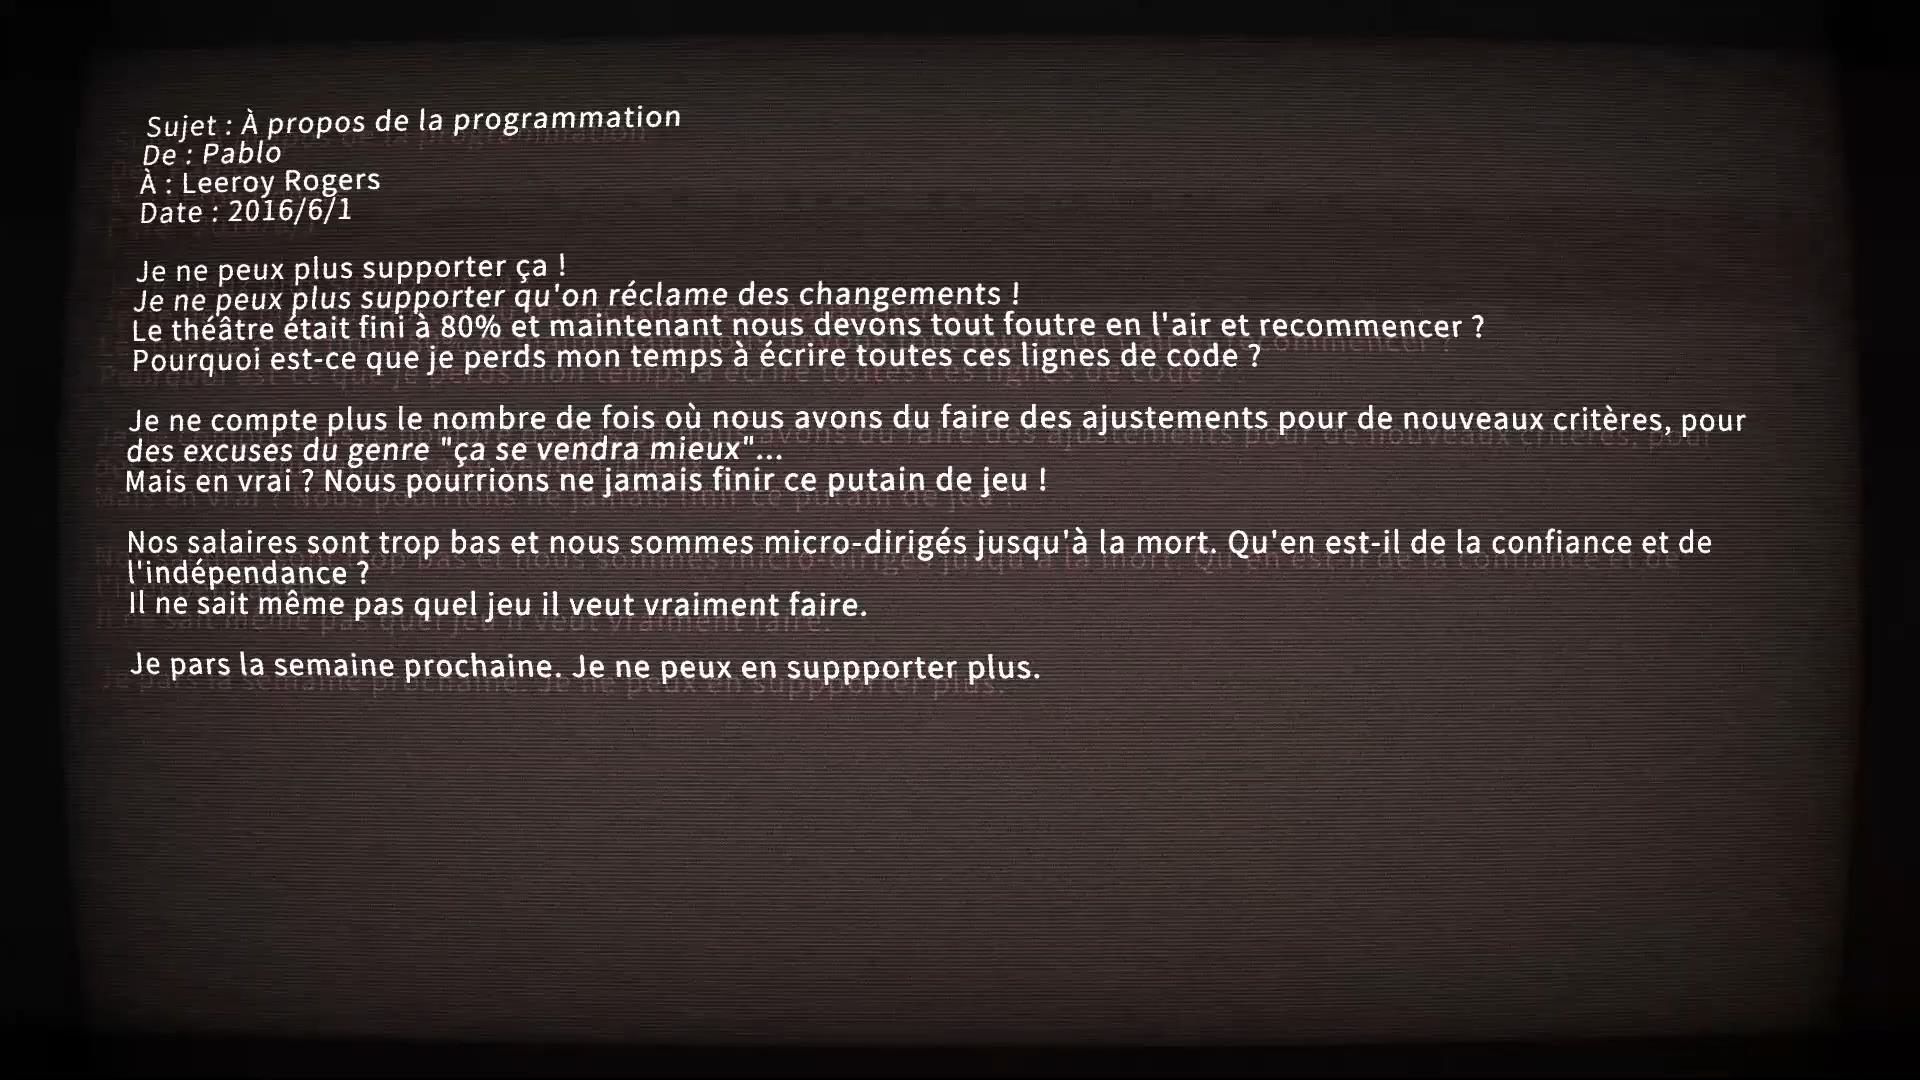 Sujet : À propos de la programmation
De : Pablo
À : Leeroy Rogers
Date : 2016/6/1
Je ne peux plus supporter ça !
Je ne peux plus supporter qu'on réclame des changements !
Le théâtre était fini à 80% et maintenant nous devons tout foutre en l'air et recommencer ?
Pourquoi est-ce que je perds mon temps à écrire toutes ces lignes de code ?
Je ne compte plus le nombre de fois où nous avons du faire des ajustements pour de nouveaux critères, pour
des excuses du genre "ça se vendra mieux"...
Mais en vrai ? Nous pourrions ne jamais finir ce putain de jeu !
Nos salaires sont trop bas et nous sommes micro-dirigés jusqu'à la mort. Qu'en est-il de la confiance et de
l'indépendance ?
Il ne sait même pas quel jeu il veut vraiment faire.
Je pars la semaine prochaine. Je ne peux en suppporter plus.